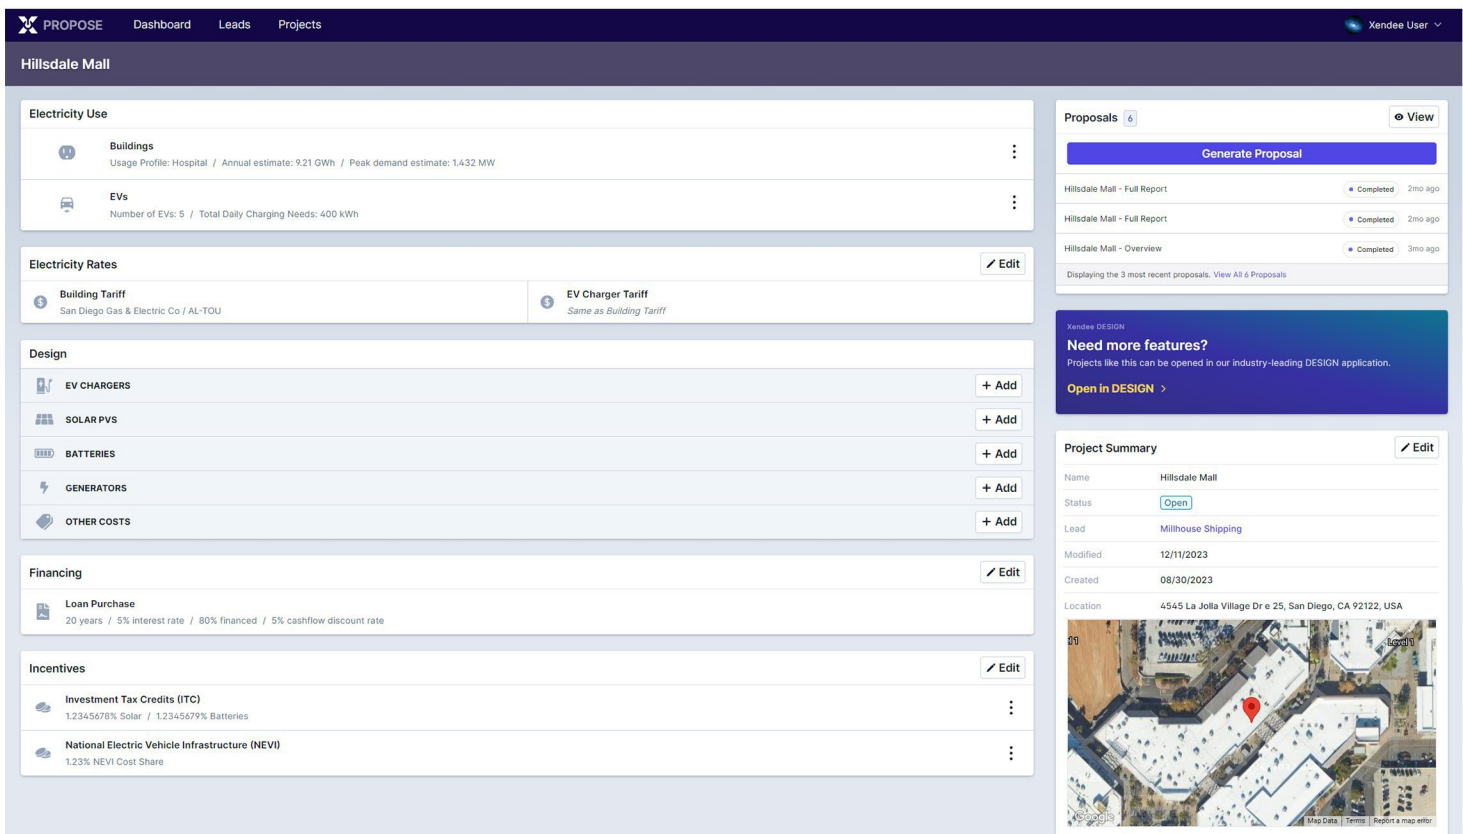 PROPOSE Dashboard Leads Projects Xendee User
Hillsdale Mall
Electricity Use
Buildings
Usage Profile: Hospital / Annual estimate: 9.21 GWh / Peak demand estimate: 1.432 MW
EVs
Number of EVs: 5 / Total Daily Charging Needs: 400 kWh
Electricity Rates Edit
Building Tariff
San Diego Gas & Electric Co / AL-TOU
EV Charger Tariff
Same as Building Tariff
Design
EV CHARGERS + Add
SOLAR PVS + Add
BATTERIES + Add
GENERATORS + Add
OTHER COSTS + Add
Financing Edit
Loan Purchase
20 years / 5% interest rate / 80% financed / 5% cashflow discount rate
Incentives Edit
Investment Tax Credits (ITC)
1.2345678% Solar / 1.2345679% Batteries
National Electric Vehicle Infrastructure (NEVI)
1.23% NEVI Cost Share
Proposals 6 View
Generate Proposal
Hillsdale Mall - Full Report Completed 2mo ago
Hillsdale Mall - Full Report Completed 2mo ago
Hillsdale Mall - Overview Completed 3mo ago
Displaying the 3 most recent proposals. View All 6 Proposals
Xendee DESIGN
Need more features?
Projects like this can be opened in our industry-leading DESIGN application.
Open in DESIGN >
Project Summary Edit
Name Hillsdale Mall
Status Open
Lead Millhouse Shipping
Modified 12/11/2023
Created 08/30/2023
Location 4545 La Jolla Village Dr e 25, San Diego, CA 92122, USA
Level 1
Google Map Data Terms Report a map error